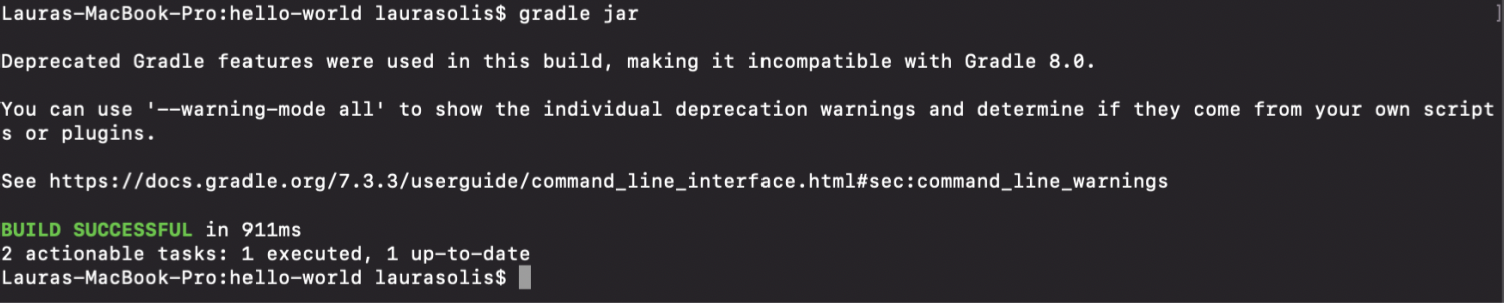 Lauras-MacBook-Pro:hello-world laurasolis$ gradle jar
Deprecated Gradle features were used in this build, making it incompatible with Gradle 8.0.
You can use '--warning-mode all' to show the individual deprecation warnings and determine if they come from your own script
s or plugins.
See https://docs.gradle.org/7.3.3/userguide/command_line_interface.html#sec:command_line_warnings
BUILD SUCCESSFUL in 911ms
2 actionable tasks: 1 executed, 1 up-to-date
Lauras-MacBook-Pro:hello-world laurasolis$